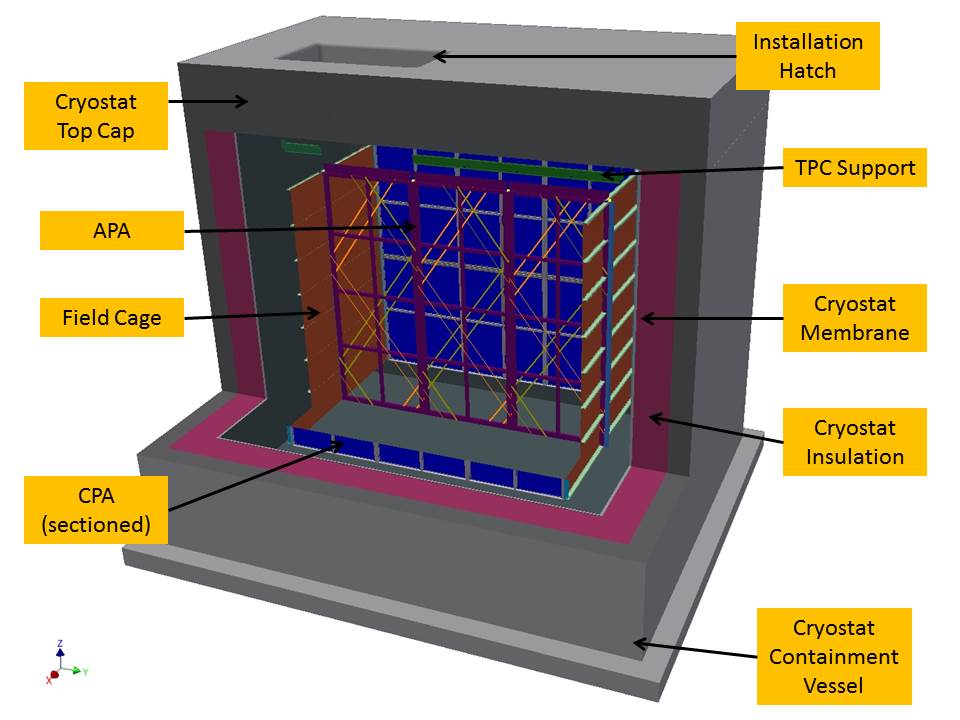 Installation
Hatch
Cryostat
Top Cap
TPC Support
APA
Field Cage
Cryostat
Membrane
Cryostat
Insulation
CPA
(sectioned)
Cryostat
Containment
Vessel
Z
Y
X